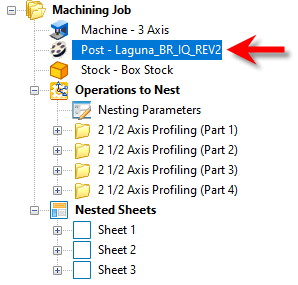 Machining Job
Machine - 3 Axis
Post - Laguna_BR_IQ_REV2
Stock - Box Stock
Operations to Nest
Nesting Parameters
2 1/2 Axis Profiling (Part 1)
2 1/2 Axis Profiling (Part 2)
2 1/2 Axis Profiling (Part 3)
2 1/2 Axis Profiling (Part 4)
Nested Sheets
Sheet 1
Sheet 2
Sheet 3